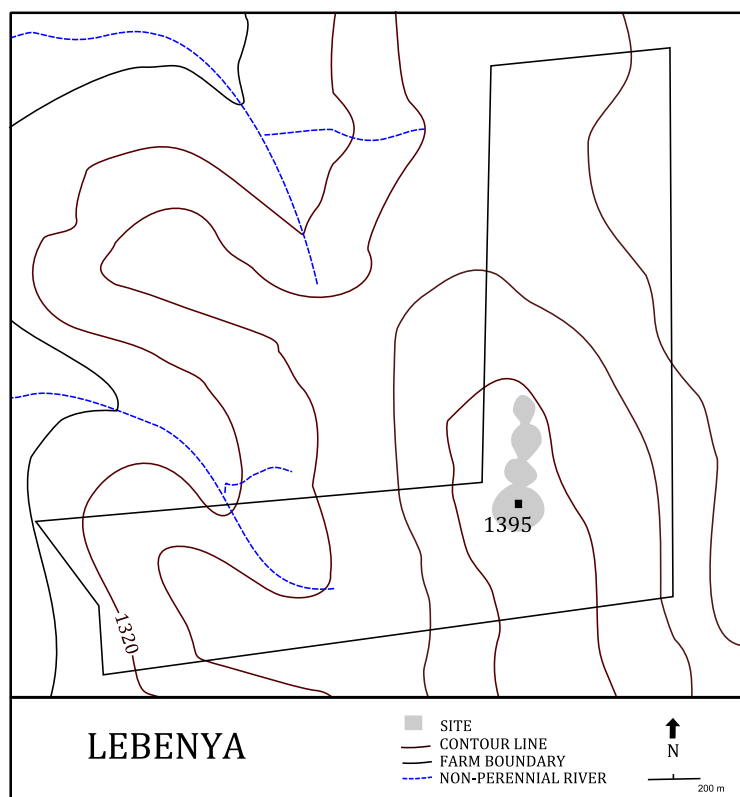 1395
1320
LEBENYA
SITE
CONTOUR LINE
FARM BOUNDARY
NON-PERENNIAL RIVER
N
200 m